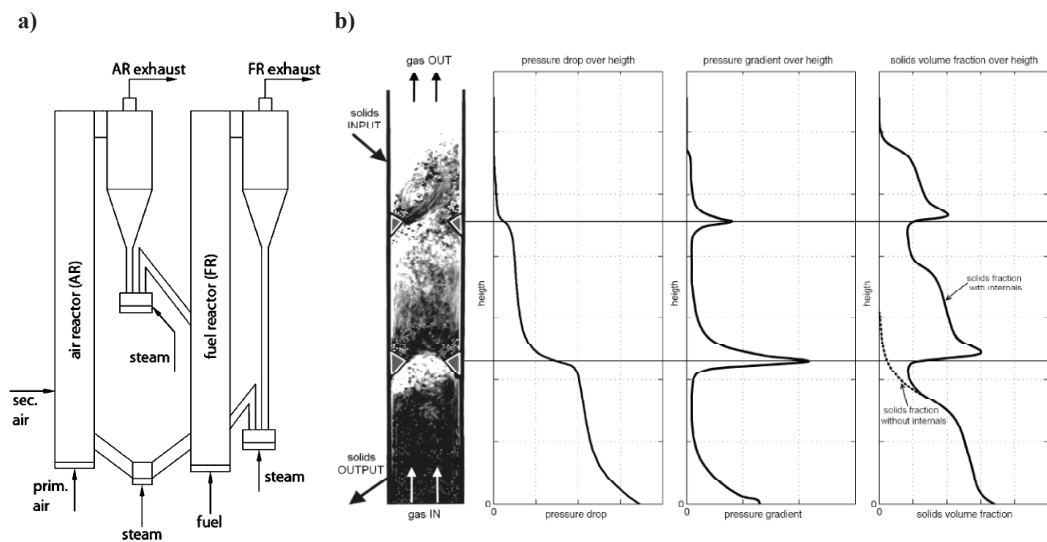 a)
AR exhaust
FR exhaust
air reactor (AR)
fuel reactor (FR)
steam
sec.
air
prim.
air
steam
fuel
steam
b)
gas OUT
solids
INPUT
solids
OUTPUT
gas IN
pressure drop over heigth
heigth
0
0
pressure drop
pressure gradient over heigth
heigth
0
0
pressure gradient
solids volume fraction over heigth
heigth
solids fraction
with internals
solids fraction
without internals
0
0
solids volume fraction